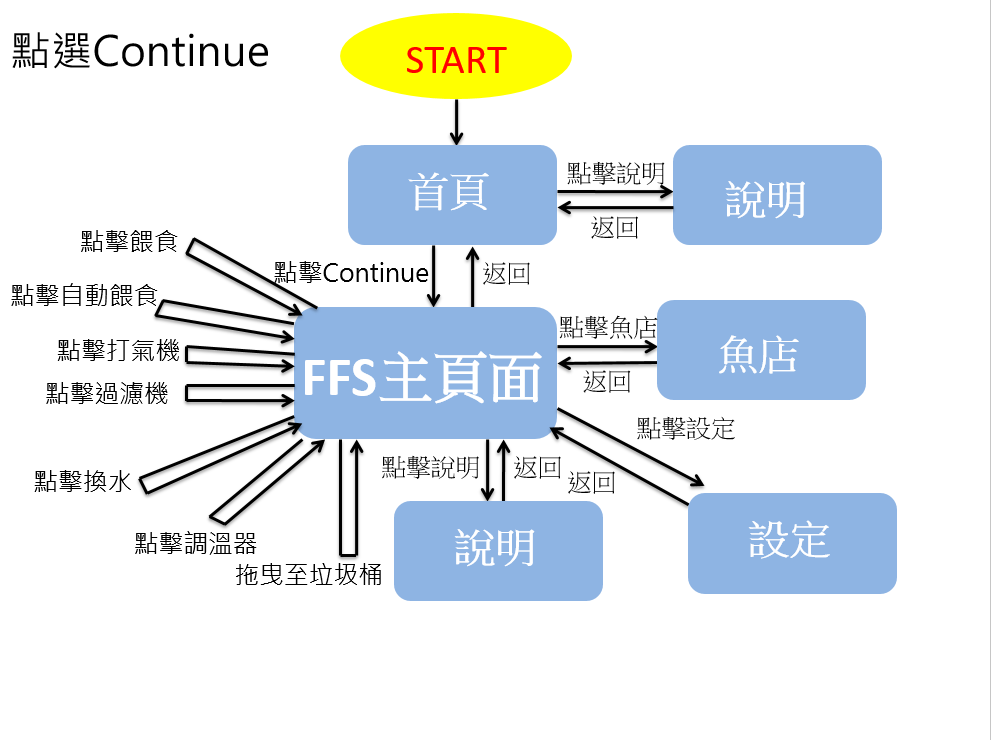 點選Continue
START
首頁
點擊說明
返回
說明
點擊餵食
點擊Continue
返回
點擊自動餵食
點擊打氣機
點擊過濾機
FFS主頁面
點擊魚店
返回
魚店
點擊設定
點擊換水
點擊說明
返回
返回
點擊調溫器
拖曳至垃圾桶
說明
設定